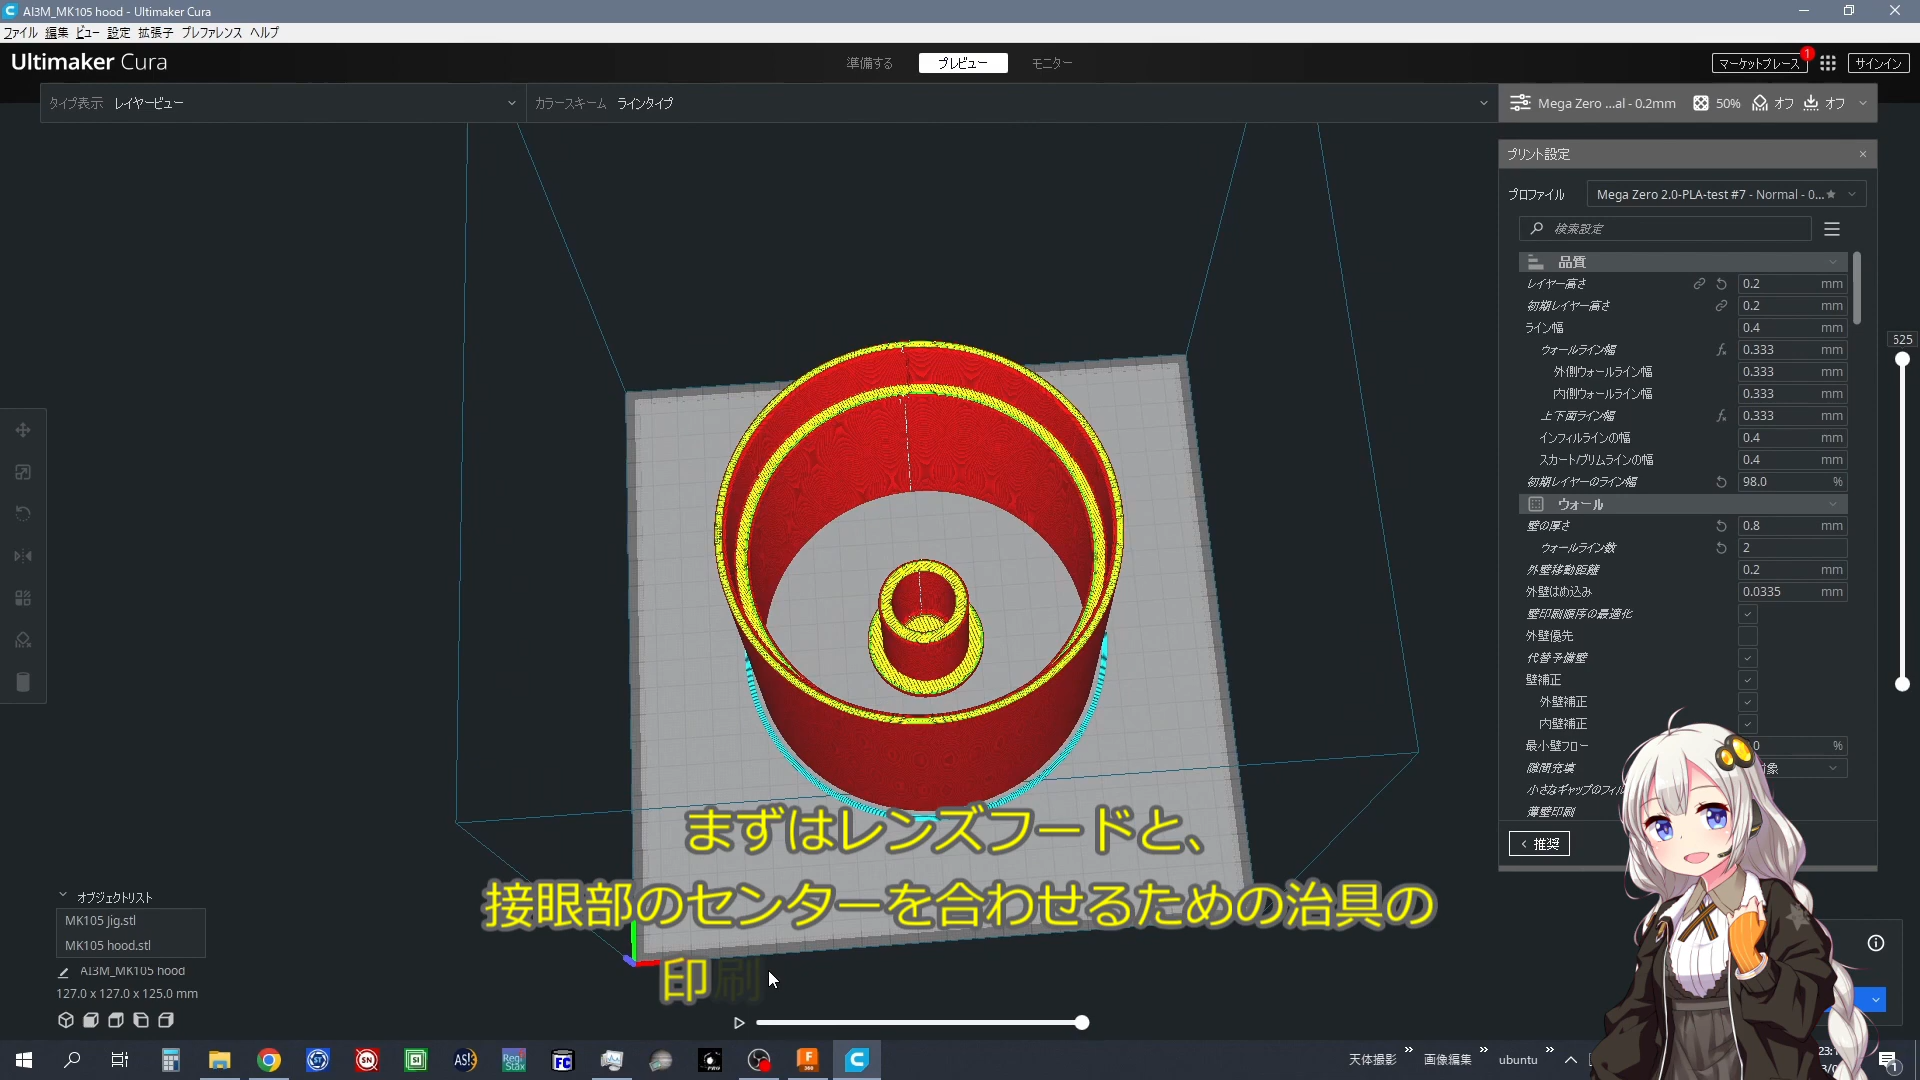 AI3M_MK105 hood - Ultimaker Cura
ファイル 編集 ビュー 設定 拡張子 プレファレンス ヘルプ
Ultimaker Cura
準備する プレビュー モニター
マーケットプレース 1 サインイン
タイプ表示 レイヤービュー
カラースキーム ラインタイプ
Mega Zero ...al - 0.2mm 50% オフ オフ
プリント設定
プロファイル Mega Zero 2.0-PLA-test #7 - Normal - 0...
検索設定
品質
レイヤー高さ 0.2 mm
初期レイヤー高さ 0.2 mm
ライン幅 0.4 mm
ウォールライン幅 0.333 mm
外側ウォールライン幅 0.333 mm
内側ウォールライン幅 0.333 mm
上下面ライン幅 0.333 mm
インフィルラインの幅 0.4 mm
スカート/ブリムラインの幅 0.4 mm
初期レイヤーのライン幅 98.0 %
ウォール
壁の厚さ 0.8 mm
ウォールライン数 2
外壁移動距離 0.2 mm
外壁はめ込み 0.0335 mm
壁印刷順序の最適化
外壁優先
代替予備壁
壁補正
外壁補正
内壁補正
最小壁フロー 0 %
隙間充填 象
小さなギャップのフィル
薄壁印刷
推奨
625
まずはレンズフードと、
接眼部のセンターを合わせるための治具の
印刷
オブジェクトリスト
MK105 Jig.stl
MK105 hood.stl
AI3M_MK105 hood
127.0 x 127.0 x 125.0 mm
天体撮影 画像編集 ubuntu